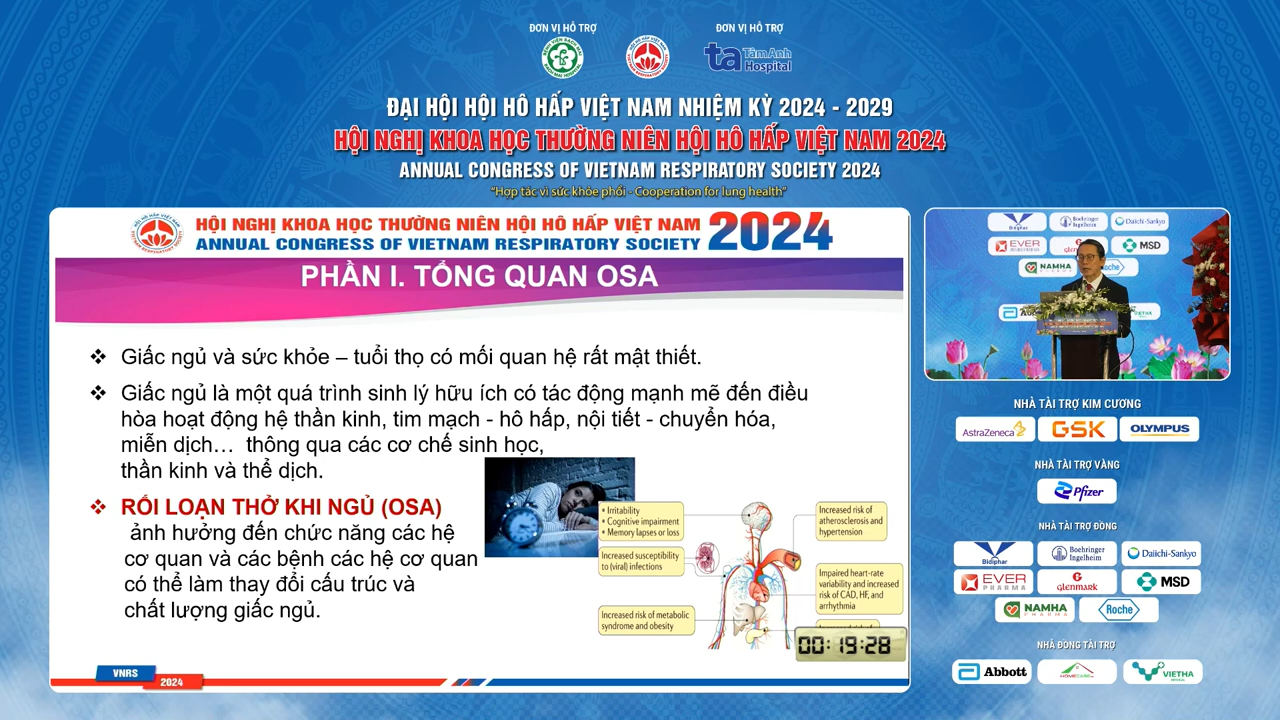 ĐƠN VỊ HỖ TRỢ
ĐƠN VỊ HỖ TRỢ
ta TâmAnh Hospital
ĐẠI HỘI HỘI HÔ HẤP VIỆT NAM NHIỆM KỲ 2024 - 2029
HỘI NGHỊ KHOA HỌC THƯỜNG NIÊN HỘI HÔ HẤP VIỆT NAM 2024
ANNUAL CONGRESS OF VIETNAM RESPIRATORY SOCIETY 2024
"Hợp tác vì sức khỏe phổi - Cooperation for lung health"
HỘI NGHỊ KHOA HỌC THƯỜNG NIÊN HỘI HÔ HẤP VIỆT NAM
ANNUAL CONGRESS OF VIETNAM RESPIRATORY SOCIETY
2024
PHẦN I. TỔNG QUAN OSA
❖ Giấc ngủ và sức khỏe – tuổi thọ có mối quan hệ rất mật thiết.
❖ Giấc ngủ là một quá trình sinh lý hữu ích có tác động mạnh mẽ đến điều
hòa hoạt động hệ thần kinh, tim mạch - hô hấp, nội tiết - chuyển hóa,
miễn dịch… thông qua các cơ chế sinh học,
thần kinh và thể dịch.
❖ RỐI LOẠN THỞ KHI NGỦ (OSA)
ảnh hưởng đến chức năng các hệ
cơ quan và các bệnh các hệ cơ quan
có thể làm thay đổi cấu trúc và
chất lượng giấc ngủ.
• Irritability
• Cognitive impairment
• Memory lapses or loss
Increased susceptibility
to (viral) infections
Increased risk of metabolic
syndrome and obesity
Increased risk of
atherosclerosis and
hypertension
Impaired heart-rate
variability and increased
risk of CAD, HF, and
arrhythmia
00:19:28
VNRS
2024
Bidiphar
Boehringer Ingelheim
Daiichi-Sankyo
EVER
MSD
NAMHA
Roche
NHÀ TÀI TRỢ KIM CƯƠNG
AstraZeneca
GSK
OLYMPUS
NHÀ TÀI TRỢ VÀNG
Pfizer
NHÀ TÀI TRỢ ĐỒNG
Bidiphar
Boehringer Ingelheim
Daiichi-Sankyo
EVER PHARMA
GLENMARK
MSD
NAMHA PHARMA
Roche
NHÀ ĐỒNG TÀI TRỢ
Abbott
HOMECARE
VIETHA